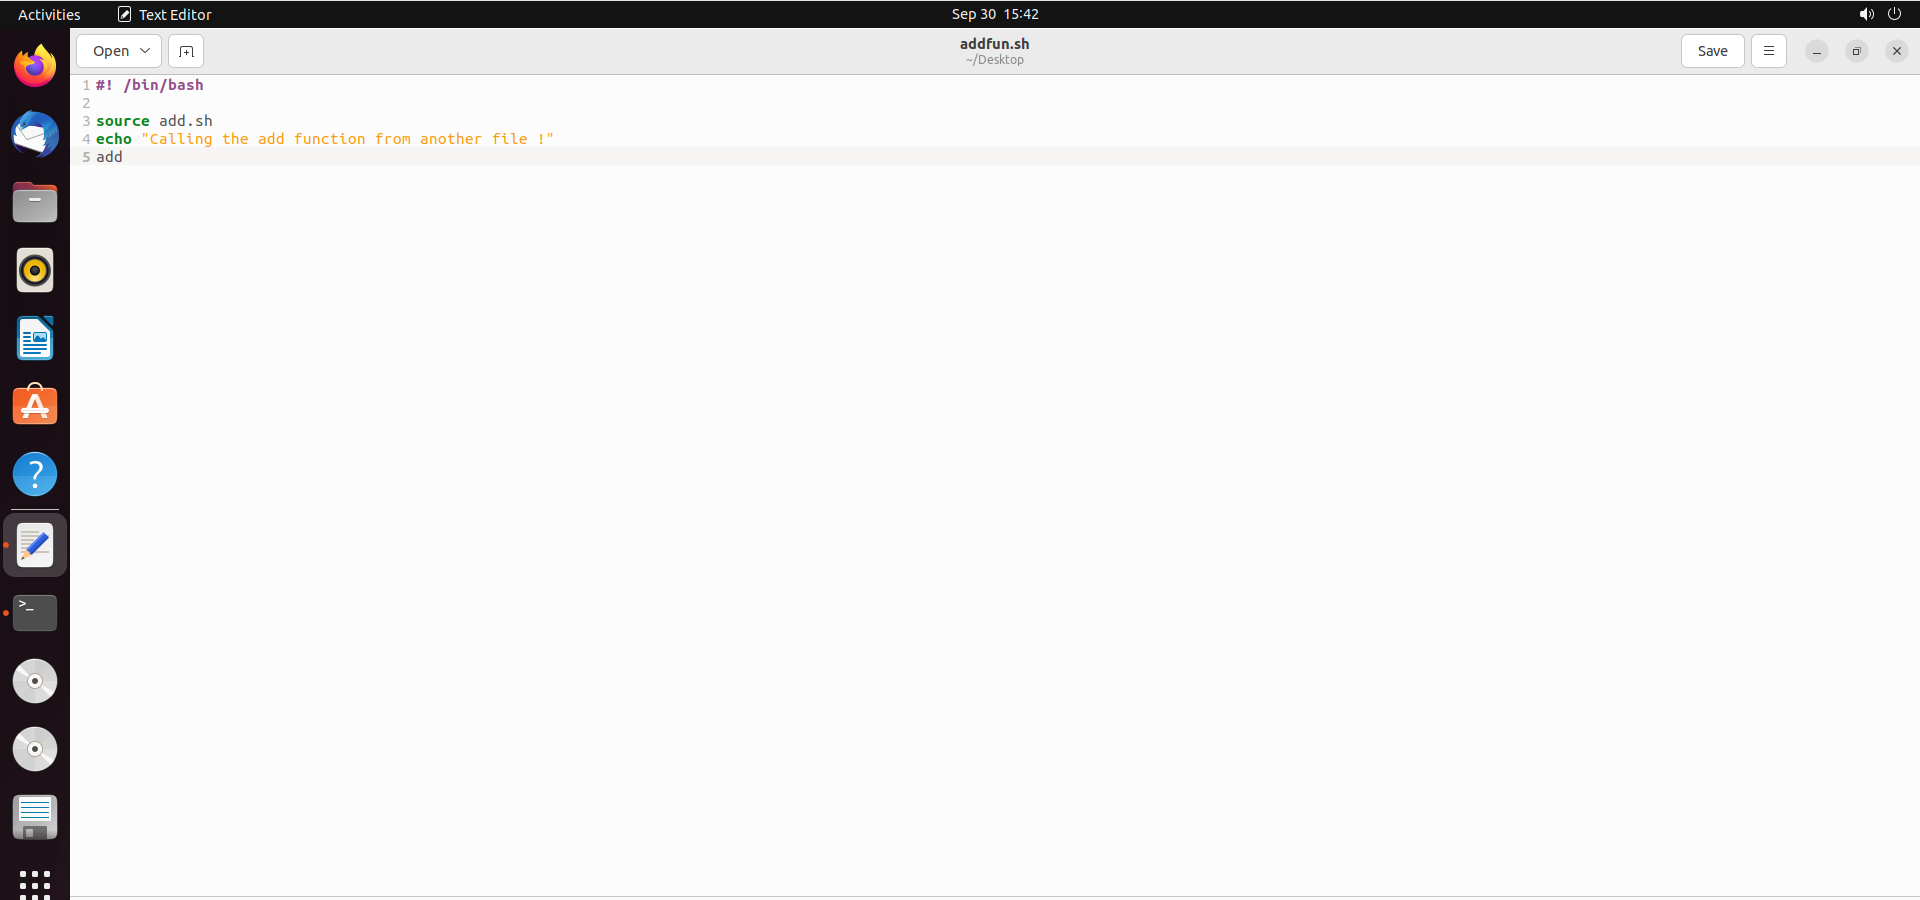 Activities Text Editor Sep 30 15:42
Open addfun.sh Save
~/Desktop
1 #! /bin/bash
2
3 source add.sh
4 echo "Calling the add function from another file !"
5 add
?
>_